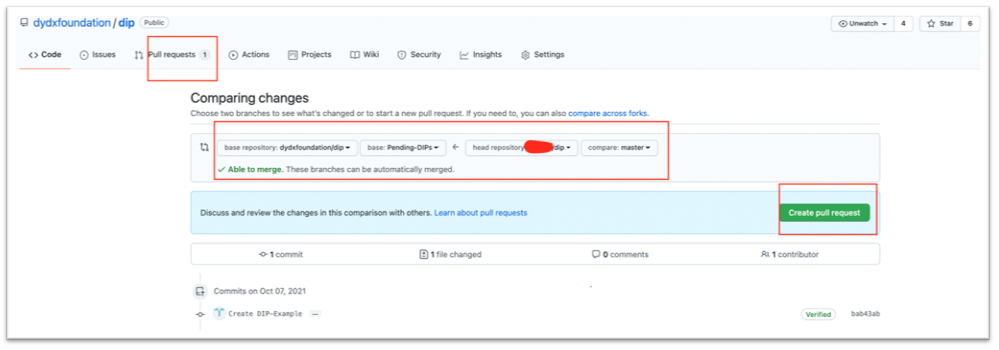 dydxfoundation / dip Public
Unwatch 4 Star 6
Code Issues Pull requests 1 Actions Projects Wiki Security Insights Settings
Comparing changes
Choose two branches to see what's changed or to start a new pull request. If you need to, you can also compare across forks.
base repository: dydxfoundation/dip base: Pending-DIPs ← head repository /dip compare: master
✓ Able to merge. These branches can be automatically merged.
Discuss and review the changes in this comparison with others. Learn about pull requests
Create pull request
1 commit 1 file changed 0 comments 1 contributor
Commits on Oct 07, 2021
Create DIP-Example ...
Verified bab43ab